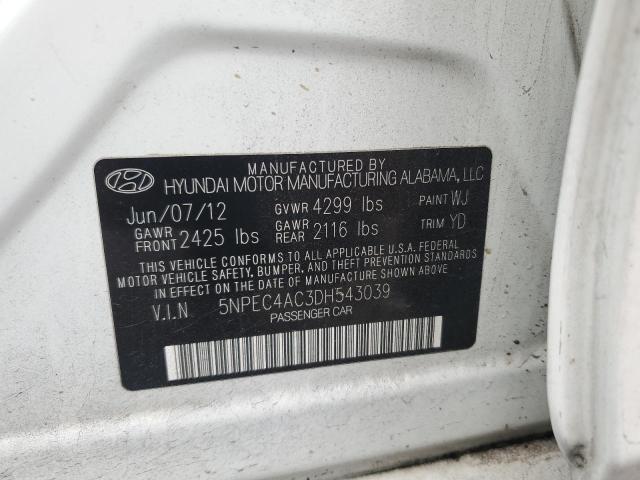 MANUFACTURED BY
HYUNDAI MOTOR MANUFACTURING ALABAMA, LLC
Jun/07/12 GVWR 4299 lbs PAINT WJ
GAWR FRONT 2425 lbs GAWR REAR 2116 lbs TRIM YD
THIS VEHICLE CONFORMS TO ALL APPLICABLE U.S.A. FEDERAL
MOTOR VEHICLE SAFETY, BUMPER, AND THEFT PREVENTION STANDARDS
IN EFFECT ON THE DATE OF MANUFACTURE SHOWN ABOVE.
V.I.N 5NPEC4AC3DH543039
PASSENGER CAR